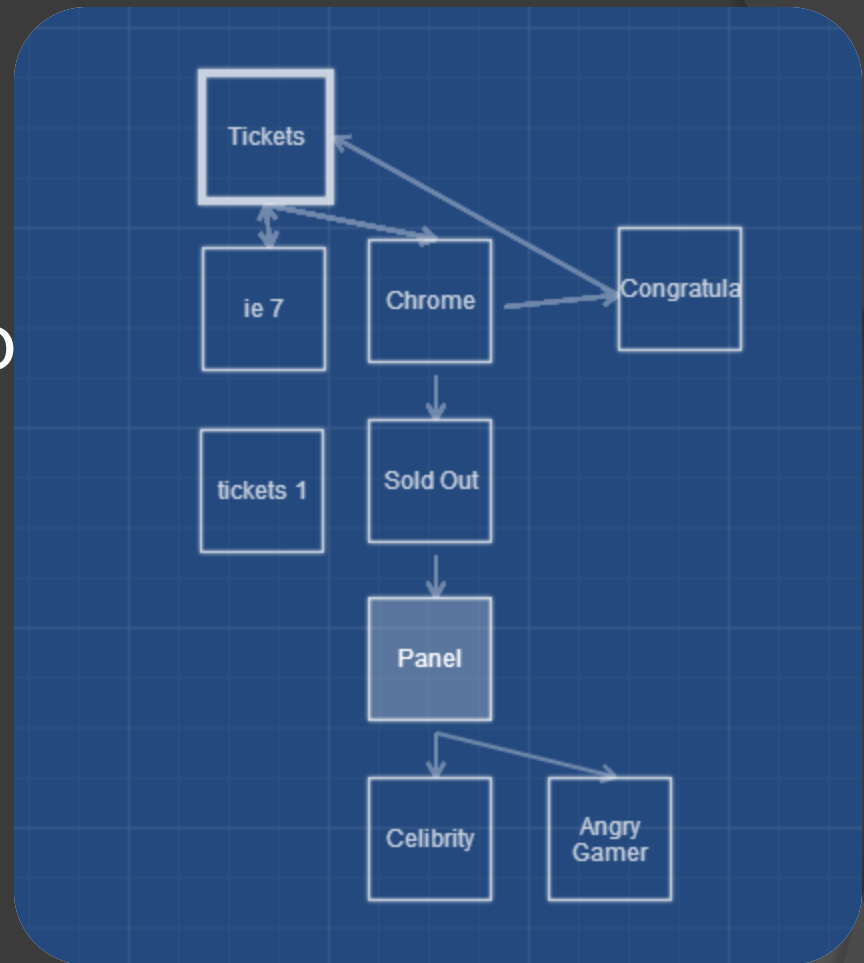 Tickets
ie 7
Chrome
Congratula
tickets 1
Sold Out
Panel
Celibrity
Angry
Gamer